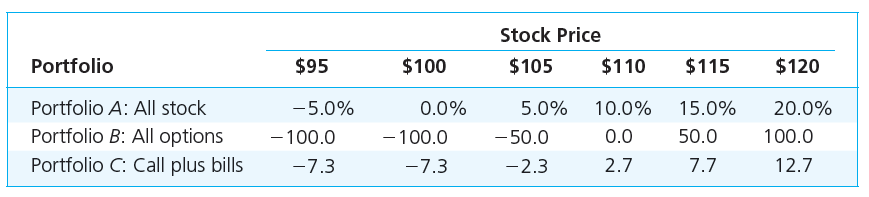 Stock Price
Portfolio $95 $100 $105 $110 $115 $120
Portfolio A: All stock −5.0% 0.0% 5.0% 10.0% 15.0% 20.0%
Portfolio B: All options −100.0 −100.0 −50.0 0.0 50.0 100.0
Portfolio C: Call plus bills −7.3 −7.3 −2.3 2.7 7.7 12.7